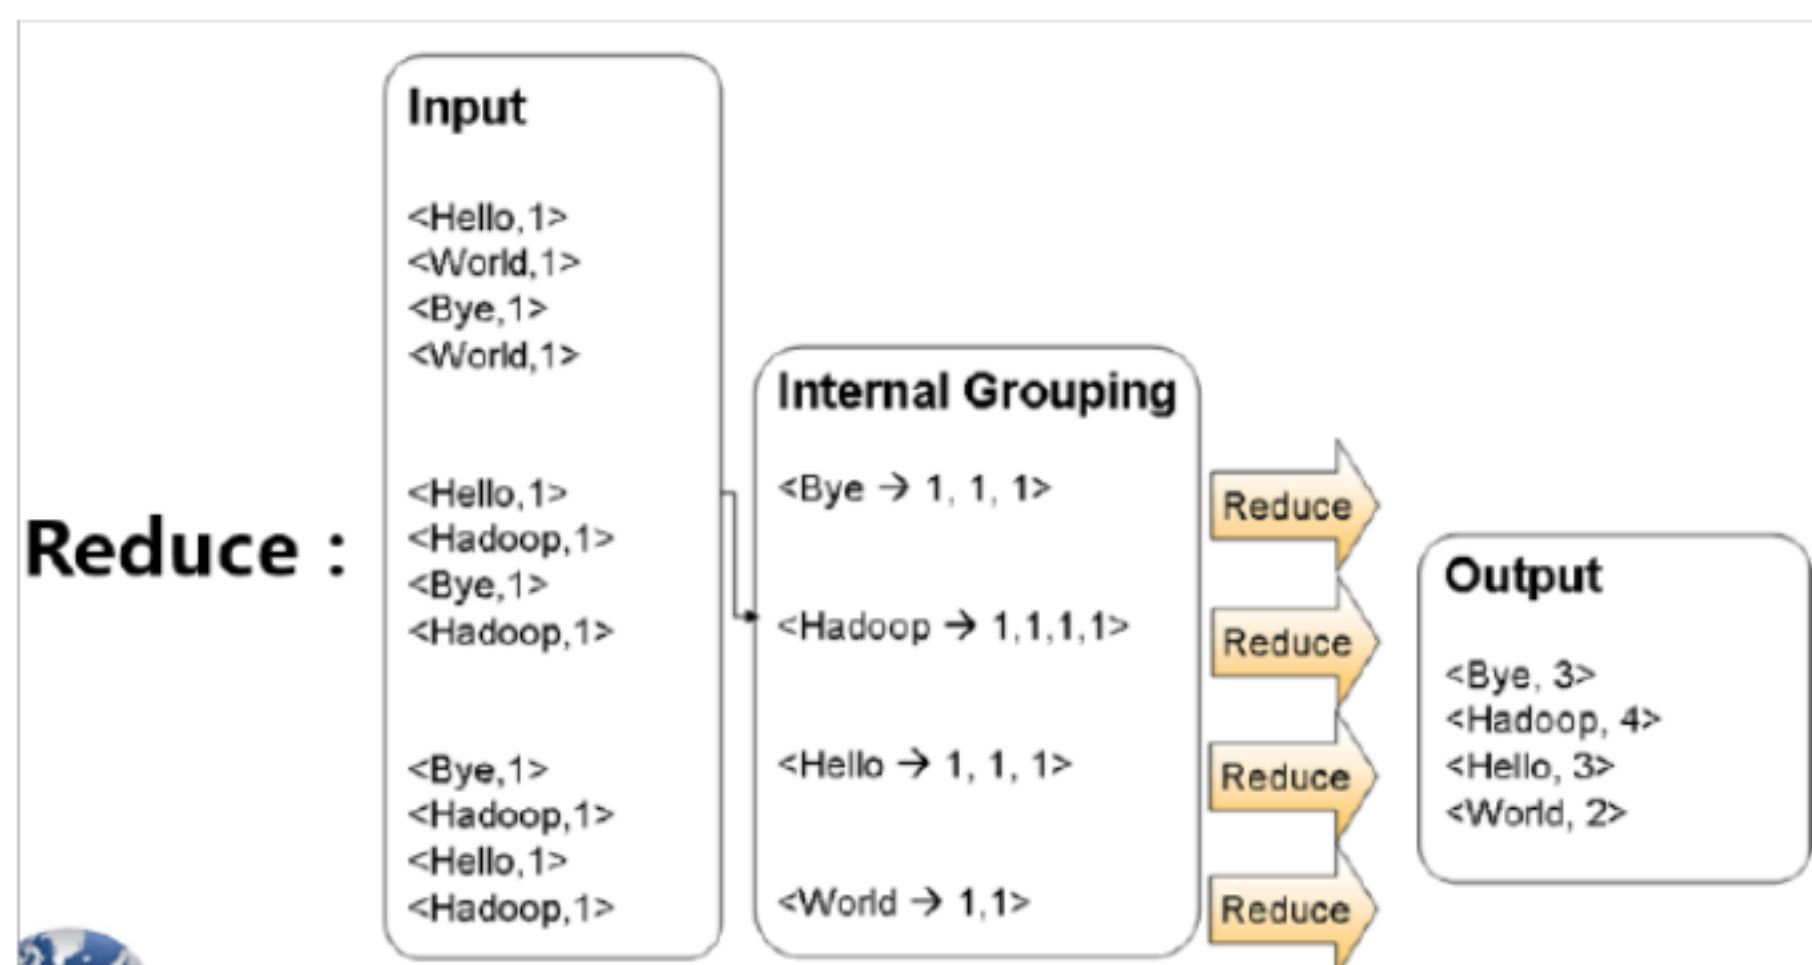 Reduce :
Input
<Hello,1>
<World,1>
<Bye,1>
<World,1>
<Hello,1>
<Hadoop,1>
<Bye,1>
<Hadoop,1>
<Bye,1>
<Hadoop,1>
<Hello,1>
<Hadoop,1>
Internal Grouping
<Bye → 1, 1, 1>
<Hadoop → 1,1,1,1>
<Hello → 1, 1, 1>
<World → 1,1>
Reduce
Reduce
Reduce
Reduce
Output
<Bye, 3>
<Hadoop, 4>
<Hello, 3>
<World, 2>